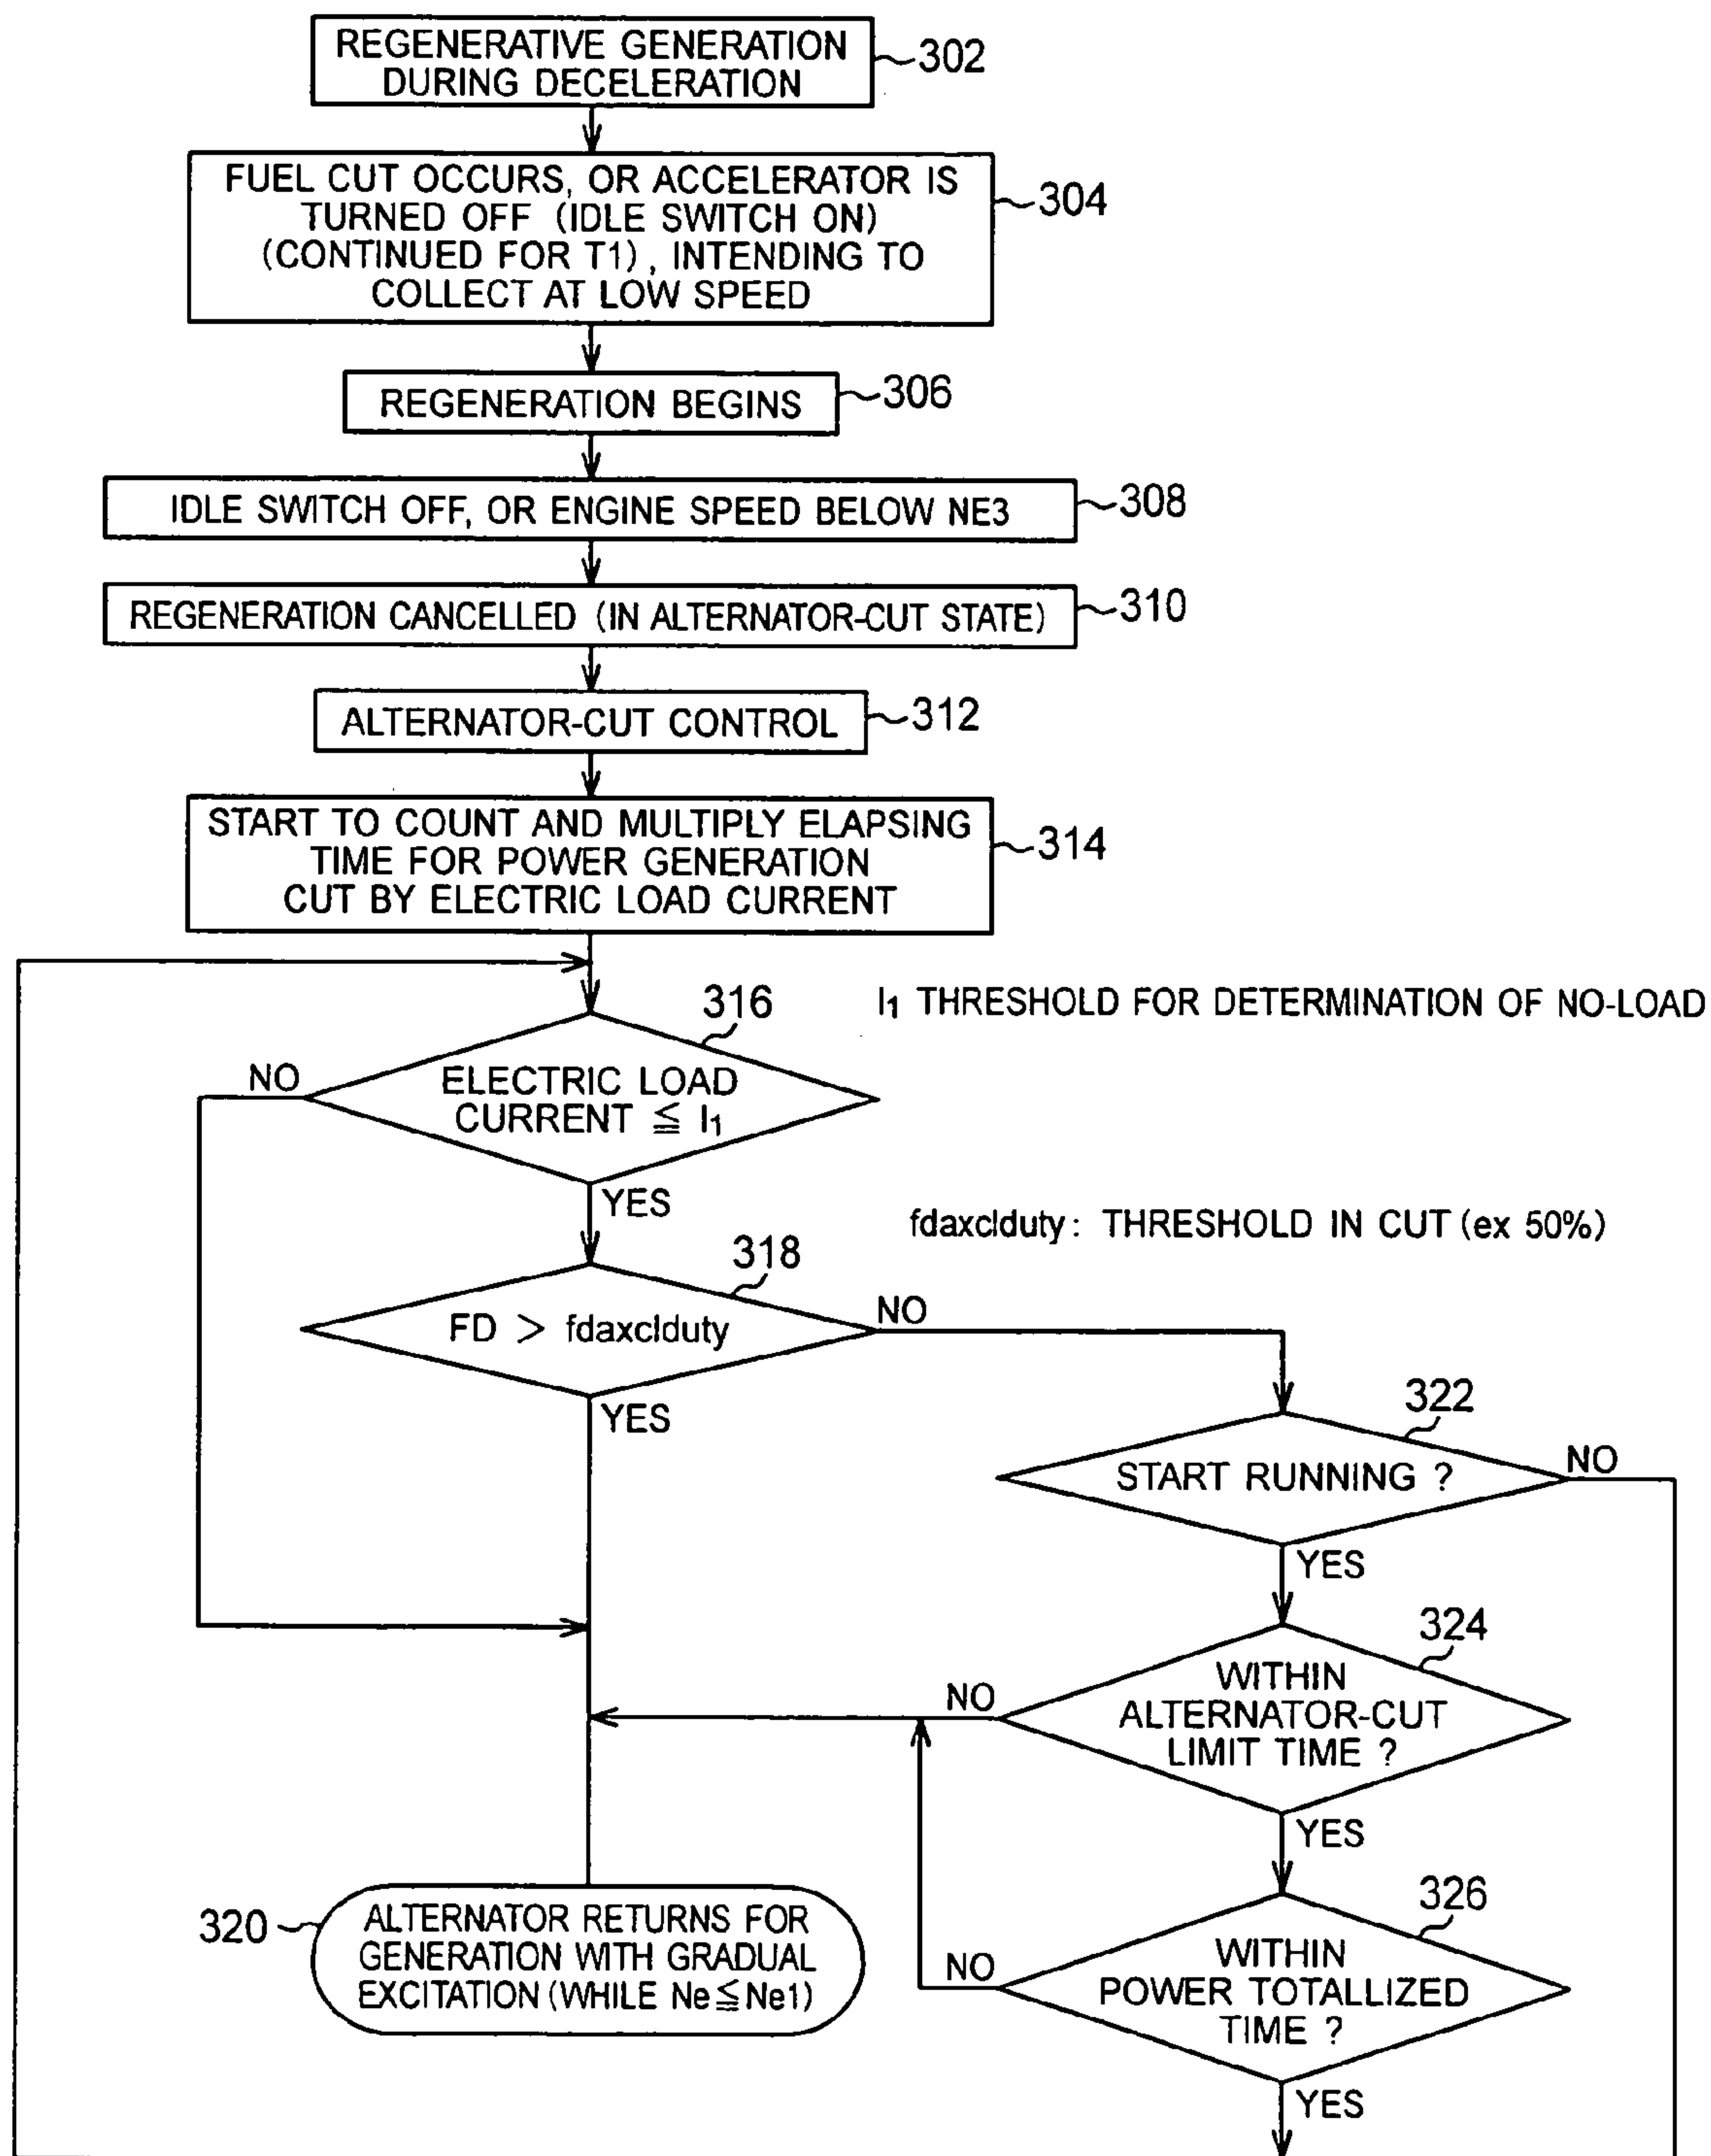 REGENERATIVE GENERATION
DURING DECELERATION
302
FUEL CUT OCCURS, OR ACCELERATOR IS
TURNED OFF (IDLE SWITCH ON)
(CONTINUED FOR T1), INTENDING TO
COLLECT AT LOW SPEED
304
REGENERATION BEGINS
306
IDLE SWITCH OFF, OR ENGINE SPEED BELOW NE3
308
REGENERATION CANCELLED (IN ALTERNATOR-CUT STATE)
310
ALTERNATOR-CUT CONTROL
312
START TO COUNT AND MULTIPLY ELAPSING
TIME FOR POWER GENERATION
CUT BY ELECTRIC LOAD CURRENT
314
I1 THRESHOLD FOR DETERMINATION OF NO-LOAD
316
NO
ELECTRIC LOAD
CURRENT ≦ I1
YES
fdaxclduty: THRESHOLD IN CUT (ex 50%)
318
FD > fdaxclduty
NO
YES
322
START RUNNING ?
NO
YES
324
WITHIN
ALTERNATOR-CUT
LIMIT TIME ?
NO
YES
320
ALTERNATOR RETURNS FOR
GENERATION WITH GRADUAL
EXCITATION (WHILE Ne≦Ne1)
326
WITHIN
POWER TOTALLIZED
TIME ?
NO
YES